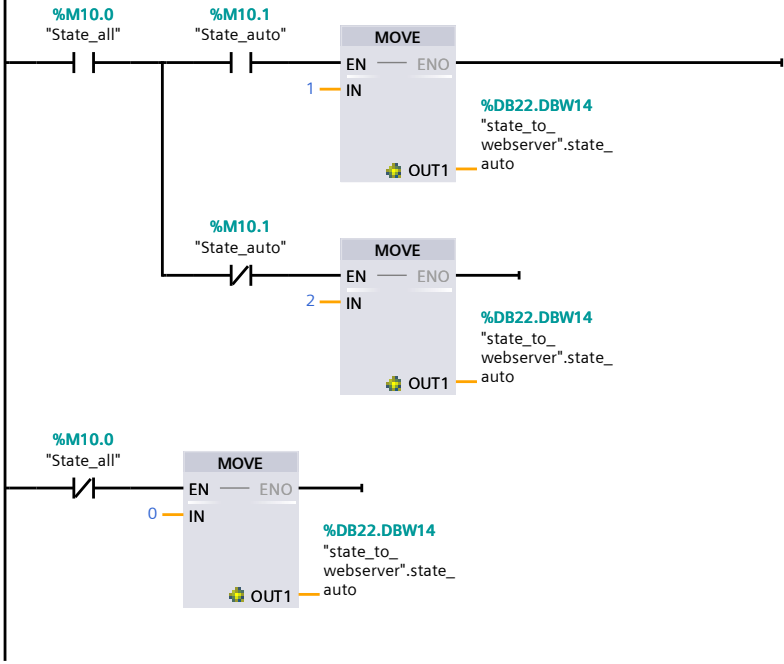 %M10.0 %M10.1
"State_all" "State_auto" MOVE
EN ENO
1 IN
%DB22.DBW14
"state_to_
webserver".state_
OUT1 auto
%M10.1
"State_auto" MOVE
EN ENO
2 IN
%DB22.DBW14
"state_to_
webserver".state_
OUT1 auto
%M10.0
"State_all" MOVE
EN ENO
0 IN
%DB22.DBW14
"state_to_
webserver".state_
OUT1 auto